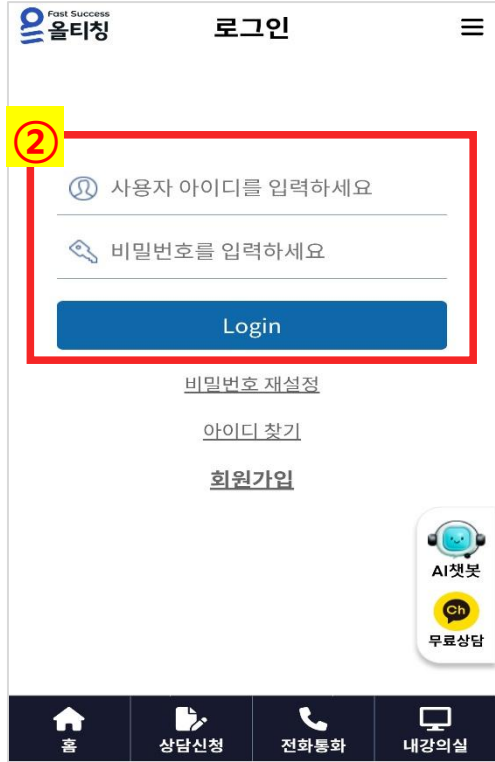 Fast Success
올티칭
로그인
②
사용자 아이디를 입력하세요
비밀번호를 입력하세요
Login
비밀번호 재설정
아이디 찾기
회원가입
AI챗봇
Ch
무료상담
홈
상담신청
전화통화
내강의실